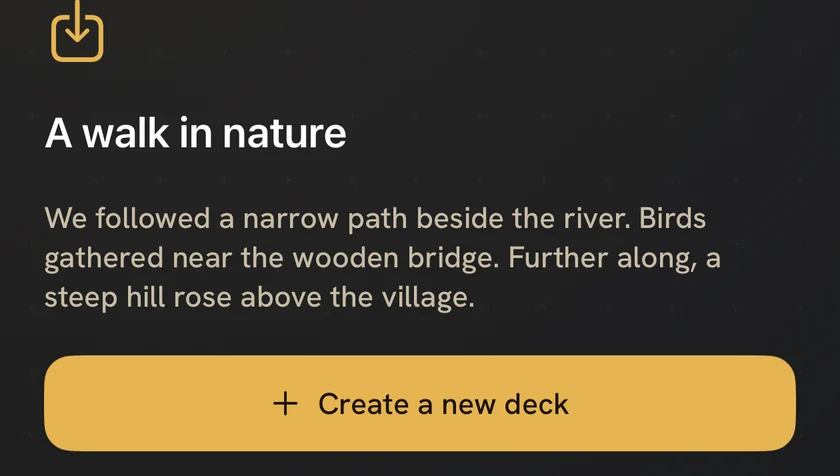 A walk in nature
We followed a narrow path beside the river. Birds
gathered near the wooden bridge. Further along, a
steep hill rose above the village.
Create a new deck